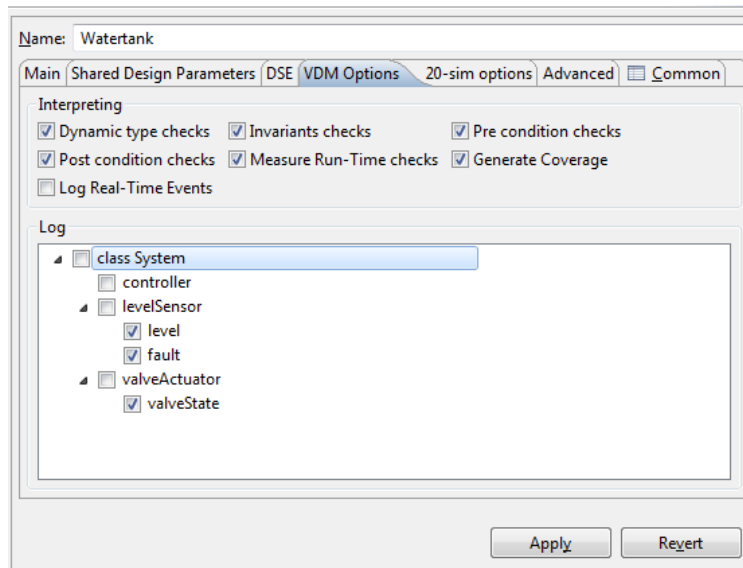 Name: Watertank
Main Shared Design Parameters DSE VDM Options 20-sim options Advanced Common
Interpreting
Dynamic type checks Invariants checks Pre condition checks
Post condition checks Measure Run-Time checks Generate Coverage
Log Real-Time Events
Log
class System
controller
levelSensor
level
fault
valveActuator
valveState
Apply Revert